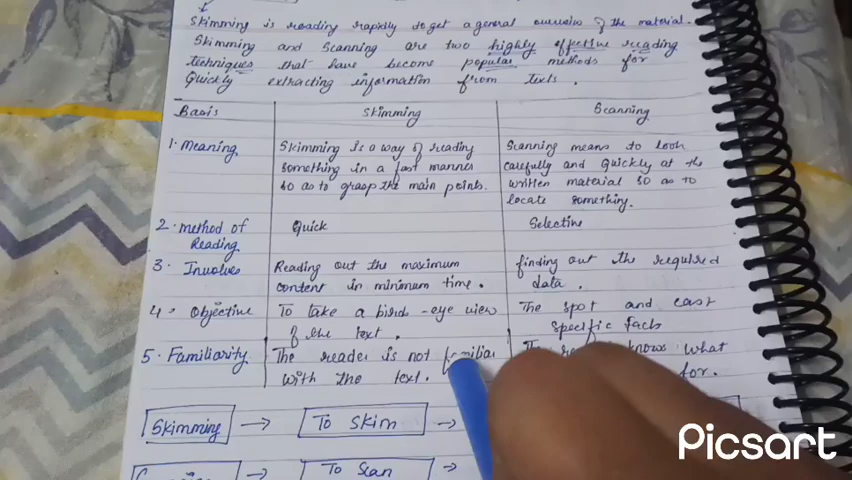 Skimming is reading rapidly to get a general overview of the material.
Skimming and Scanning are two highly effective reading
techniques that have become popular methods for
Quickly extracting information from texts.
Basis Skimming Scanning
1. Meaning Skimming is a way of reading Scanning means to look
something in a fast manner carefully and Quickly at the
so as to grasp the main points. written material so as to
locate something.
2. method of Quick Selective
Reading
3. Involves Reading out the maximum finding out the required
content in minimum time. data.
4. Objective To take a bird-eye view The spot and cast
of the text. specific facts
5. Familiarity The reader is not familiar The knows what
with the text. for.
Skimming → To Skim →
→ To Scan →
Picsart